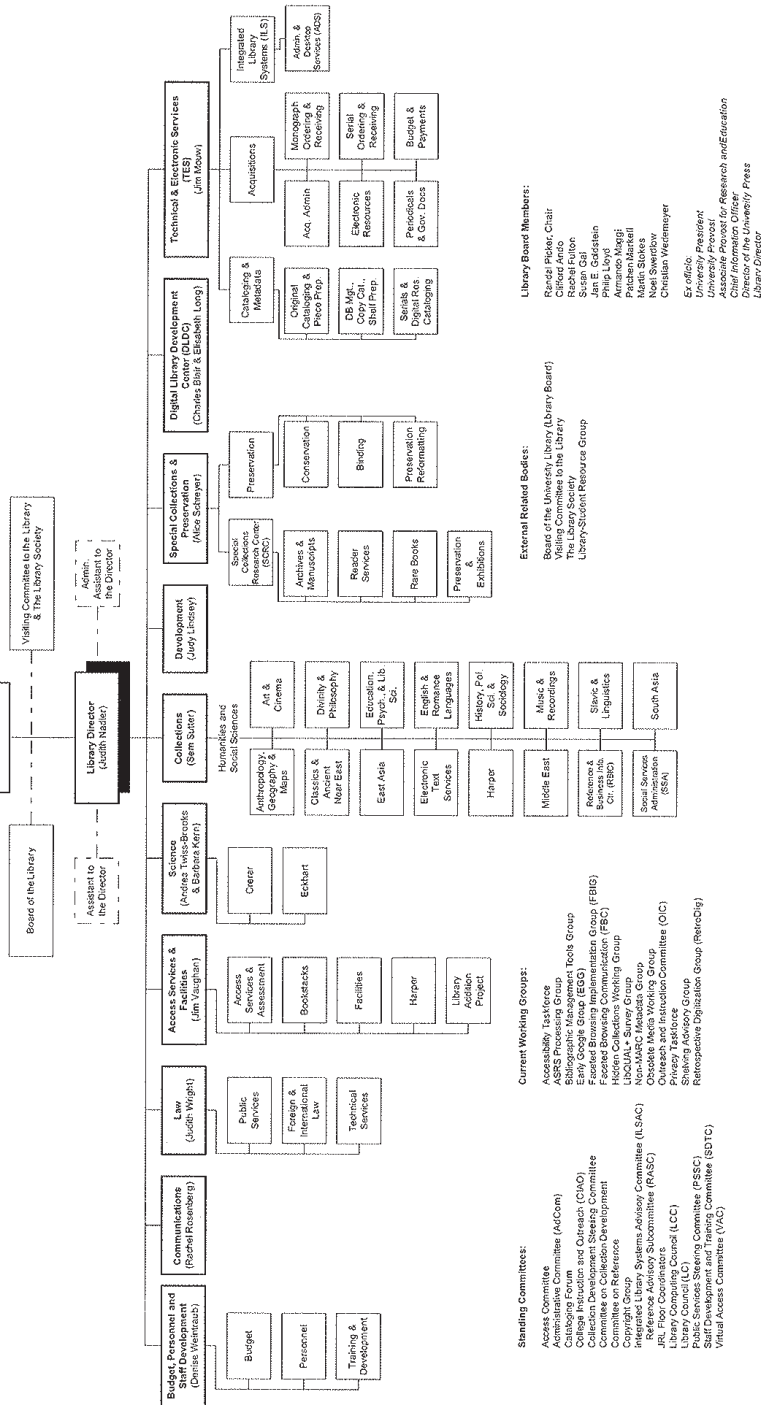 Board of the Library
Visiting Committee to the Library
& The Library Society
Library Director
(Judith Nadler)
Assistant to
the Director
Admin.
Assistant to
the Director
Budget, Personnel and
Staff Development
(Denise Weintraub)
Budget
Personnel
Training &
Development
Communications
(Rachel Rosenberg)
Law
(Judith Wright)
Public
Services
Foreign &
International
Law
Technical
Services
Access Services &
Facilities
(Jim Vaughan)
Access
Services &
Assessment
Bookstacks
Facilities
Harper
Library
Addition
Project
Science
(Andrea Twiss-Brooks
& Barbara Kern)
Crerar
Eckhart
Collections
(Sem Sutter)
Humanities and
Social Sciences
Anthropology,
Geography &
Maps
Art &
Cinema
Classics &
Ancient
Near East
Divinity &
Philosophy
East Asia
Education,
Psych., & Lib.
Sci.
Electronic
Text
Services
English &
Romance
Languages
Harper
History, Pol.
Sci. &
Sociology
Middle East
Music &
Recordings
Reference &
Business Info.
Ctr. (RBIC)
Slavic &
Linguistics
Social Services
Administration
(SSA)
South Asia
Development
(Judy Lindsey)
Special Collections &
Preservation
(Alice Schreyer)
Special
Collections
Research Center
(SCRC)
Archives &
Manuscripts
Reader
Services
Rare Books
Preservation
&
Exhibitions
Preservation
Conservation
Binding
Preservation
Reformatting
Digital Library Development
Center (DLDC)
(Charles Blair & Elisabeth Long)
Technical & Electronic Services
(TES)
(Jim Mouw)
Cataloging &
Metadata
Original
Cataloging &
Piece Prep.
DB Mgt.,
Copy Cat.,
Shelf Prep.
Serials &
Digital Res.
Cataloging
Acquisitions
Acq. Admin
Monograph
Ordering &
Receiving
Electronic
Resources
Serial
Ordering &
Receiving
Periodicals
& Gov. Docs
Budget &
Payments
Integrated
Library
Systems (ILS)
Admin. &
Desktop
Services (ADS)
Standing Committees:
Access Committee
Administrative Committee (AdCom)
Cataloging Forum
College Instruction and Outreach (CIAO)
Collection Development Steering Committee
Committee on Collection Development
Committee on Reference
Copyright Group
Integrated Library Systems Advisory Committee (ILSAC)
Reference Advisory Subcommittee (RASC)
JRL Floor Coordinators
Library Computing Council (LCC)
Library Council (LC)
Public Services Steering Committee (PSSC)
Staff Development and Training Committee (SDTC)
Virtual Access Committee (VAC)
Current Working Groups:
Accessibility Taskforce
ASRS Processing Group
Bibliographic Management Tools Group
Early Google Group (EGG)
Faceted Browsing Implementation Group (FBIG)
Faceted Browsing Communication (FBC)
Hidden Collections Working Group
LibQUAL+ Survey Group
Non-MARC Metadata Group
Obsolete Media Working Group
Outreach and Instruction Committee (OIC)
Privacy Taskforce
Shelving Advisory Group
Retrospective Digitization Group (RetroDig)
External Related Bodies:
Board of the University Library (Library Board)
Visiting Committee to the Library
The Library Society
Library-Student Resource Group
Library Board Members:
Randal Picker, Chair
Clifford Ando
Rachel Fulton
Susan Gal
Jan E. Goldstein
Philip Lloyd
Armando Maggi
Patchen Markell
Martin Stokes
Noel Swerdlow
Christian Wedemeyer
Ex officio:
University President
University Provost
Associate Provost for Research and Education
Chief Information Officer
Director of the University Press
Library Director